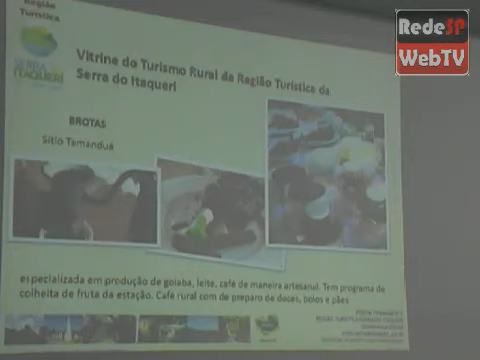 Região
Turística
RedeSP
WebTV
SERRA
ITAQUERI
Vitrine do Turismo Rural da Região Turística da
Serra do Itaqueri
BROTAS
Sítio Tamanduá
especializada em produção de goiaba, leite, café de maneira artesanal. Tem programa de
colheita de fruta da estação. Café rural com de preparo de doces, bolos e pães